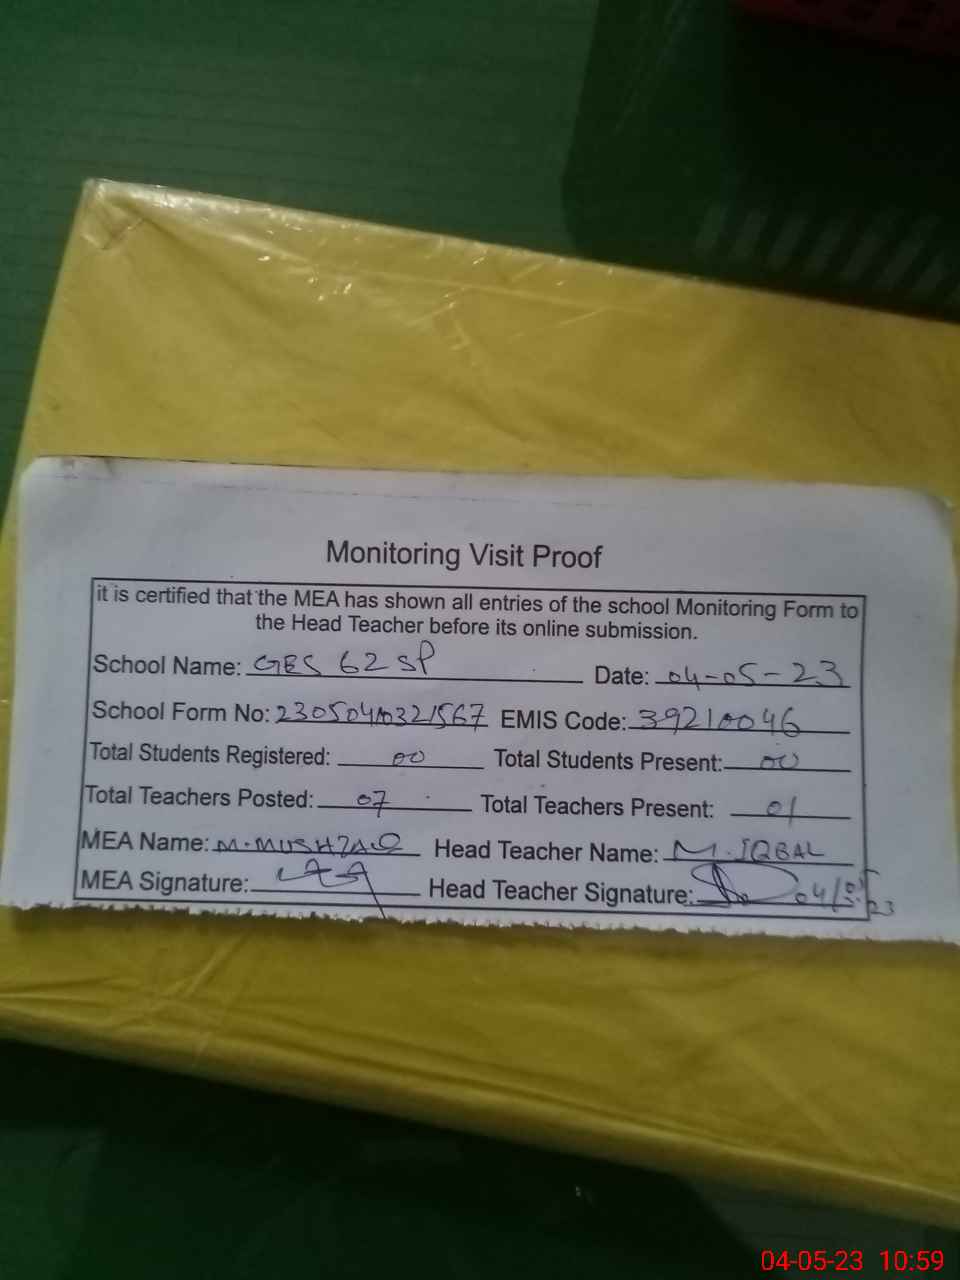 Monitoring Visit Proof
it is certified that the MEA has shown all entries of the school Monitoring Form to
the Head Teacher before its online submission.
School Name: GES 62 SP Date: 04-05-23
School Form No: EMIS Code: 39210046
Total Students Registered: 00 Total Students Present: 00
Total Teachers Posted: 07 Total Teachers Present: 01
MEA Name: M.MUSHTAQ Head Teacher Name: M.IQBAL
MEA Signature: Head Teacher Signature: 04/05/23
04-05-23 10:59